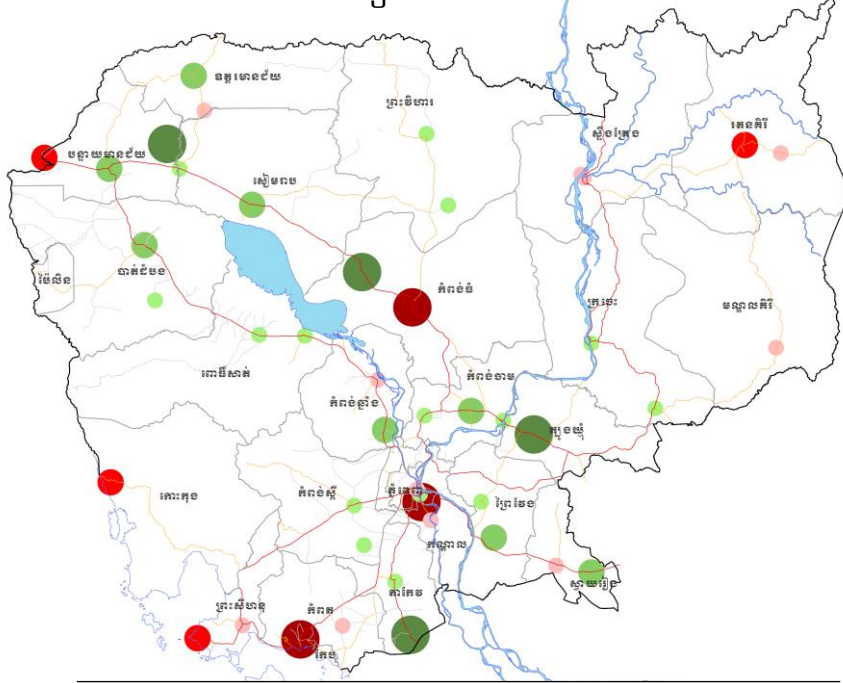 ឧត្តរមានជ័យ
ព្រះវិហារ
ស្ទឹងត្រែង
រតនគិរី
បន្ទាយមានជ័យ
សៀមរាប
បាត់ដំបង
ប៉ៃលិន
កំពង់ធំ
ក្រចេះ
មណ្ឌលគិរី
ពោធិ៍សាត់
កំពង់ចាម
កំពង់ឆ្នាំង
ត្បូងឃ្មុំ
កោះកុង
កំពង់ស្ពឺ
ភ្នំពេញ
ព្រៃវែង
កណ្តាល
តាកែវ
ស្វាយរៀង
ព្រះសីហនុ
កំពត
កែប